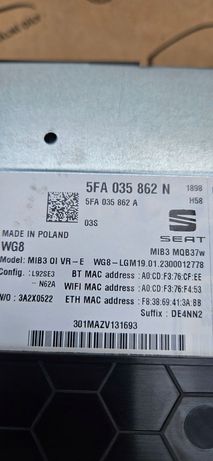 5FA 035 862 N 1898
5FA 035 862 A H58
03S
SEAT
MADE IN POLAND
MIB3 MQB37w
WG8
Model: MIB3 OI VR-E WG8-LGM19.01.2300012778
Config. :L92SE3 BT MAC address :A0:CD:F3:76:CF:EE
-N62A WIFI MAC address :A0:CD:F3:76:F4:53
W/O : 3A2X0522 ETH MAC address : F8:38:69:41:3A:BB
Suffix : DE4NN2
301MAZV131693